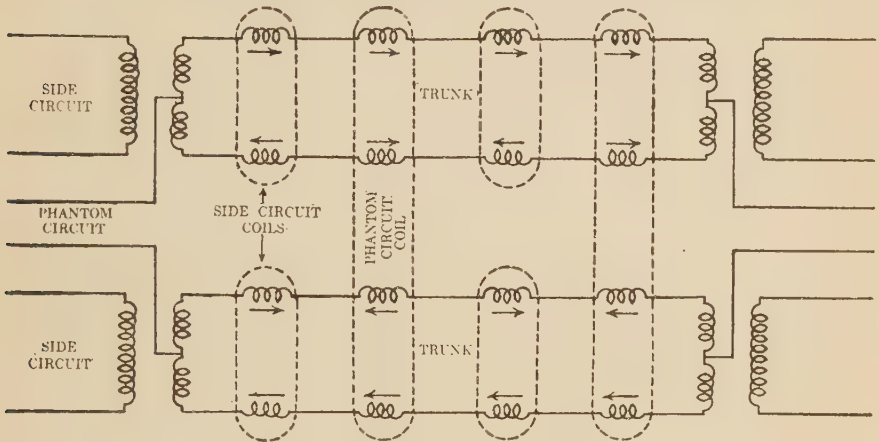 SIDE
CIRCUIT
TRUNK
PHANTOM
CIRCUIT
SIDE CIRCUIT
COILS
PHANTOM
CIRCUIT
COIL
SIDE
CIRCUIT
TRUNK